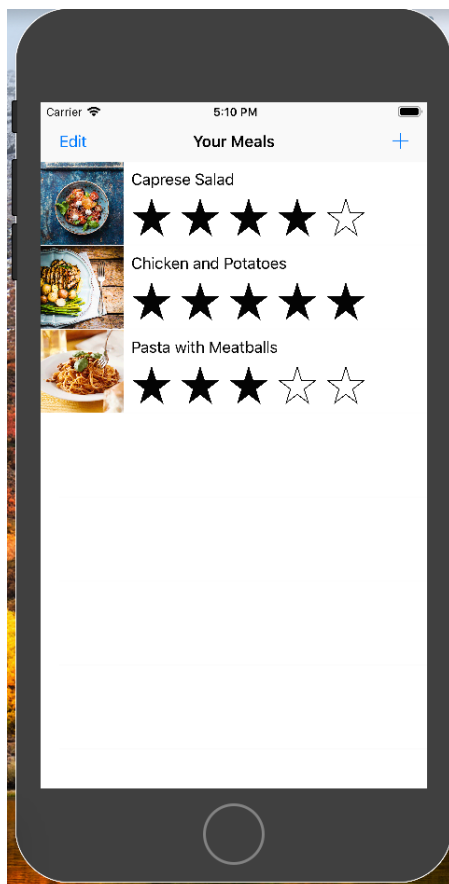 Carrier 5:10 PM
Edit Your Meals +
Caprese Salad
Chicken and Potatoes
Pasta with Meatballs